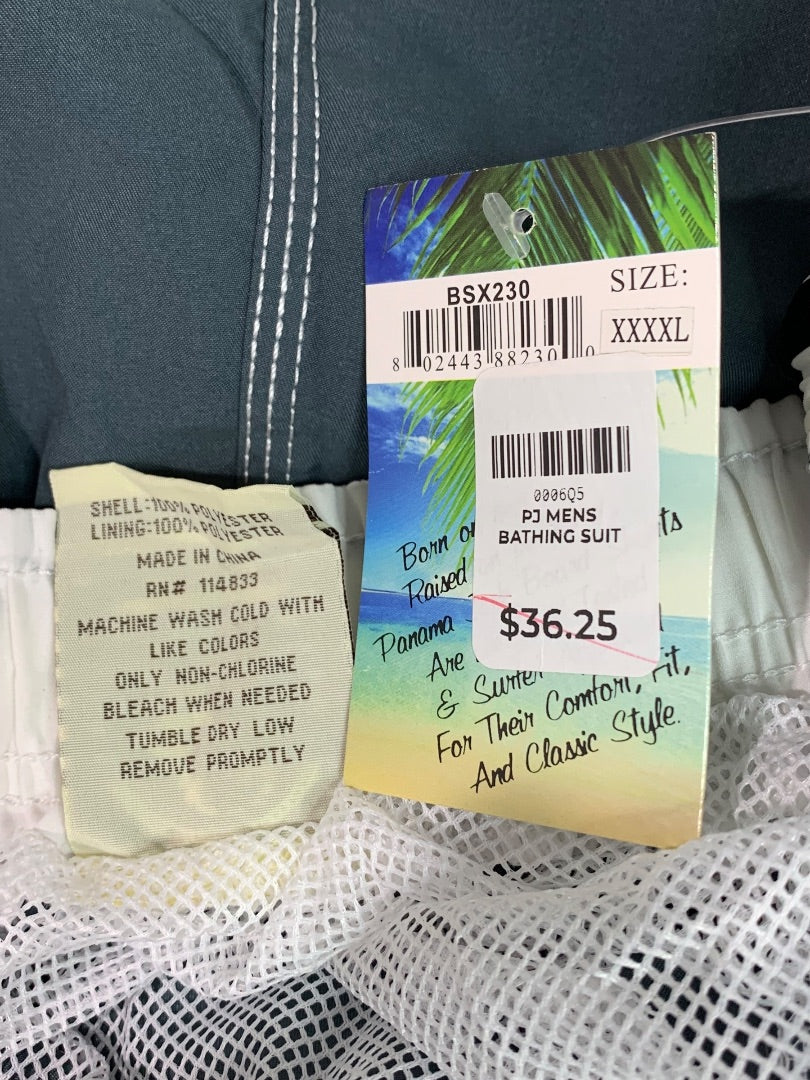 SHELL:100% POLYESTER
LINING:100% POLYESTER
MADE IN CHINA
RN# 114833
MACHINE WASH COLD WITH
LIKE COLORS
ONLY NON-CHLORINE
BLEACH WHEN NEEDED
TUMBLE DRY LOW
REMOVE PROMPTLY
BSX230
SIZE:
XXXXL
8 02443 88230 0
0006Q5
PJ MENS
BATHING SUIT
$36.25
Born
Raised
Panama
Are
& Surfer
For Their Comfort, Fit,
And Classic Style.